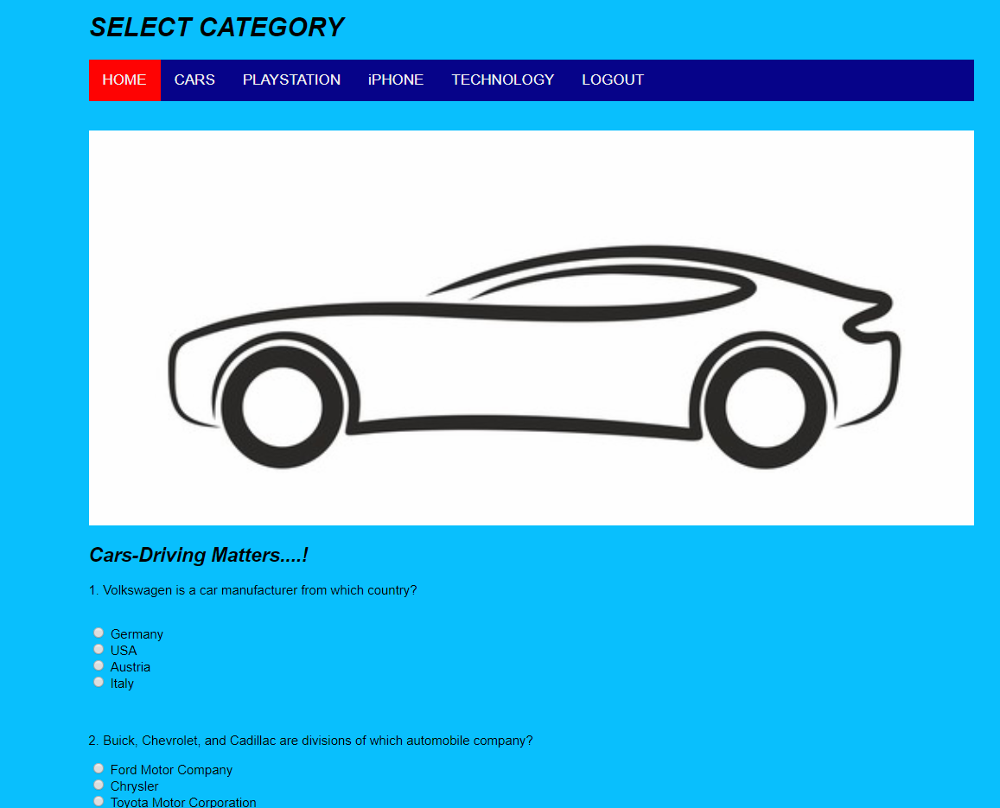 SELECT CATEGORY
HOME CARS PLAYSTATION iPHONE TECHNOLOGY LOGOUT
Cars-Driving Matters....!
1. Volkswagen is a car manufacturer from which country?
Germany
USA
Austria
Italy
2. Buick, Chevrolet, and Cadillac are divisions of which automobile company?
Ford Motor Company
Chrysler
Toyota Motor Corporation